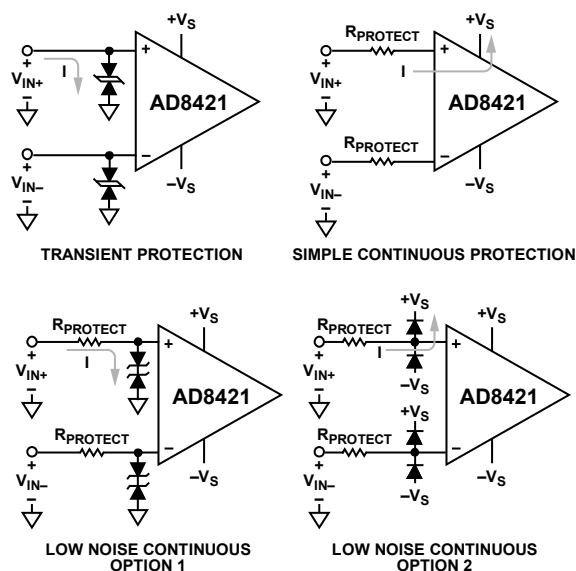 +VS
+
I
VIN+
+
–
AD8421
+
VIN–
–
–
–VS
TRANSIENT PROTECTION
+VS
RPROTECT
+
I
+
VIN+
–
AD8421
RPROTECT
–
+
VIN–
–
–VS
SIMPLE CONTINUOUS PROTECTION
+VS
RPROTECT
+
I
+
VIN+
–
AD8421
RPROTECT
–
+
VIN–
–
–VS
LOW NOISE CONTINUOUS
OPTION 1
+VS
+VS
RPROTECT
+
I
+
VIN+
–
–VS
AD8421
+VS
RPROTECT
–
+
VIN–
–
–VS
–VS
LOW NOISE CONTINUOUS
OPTION 2